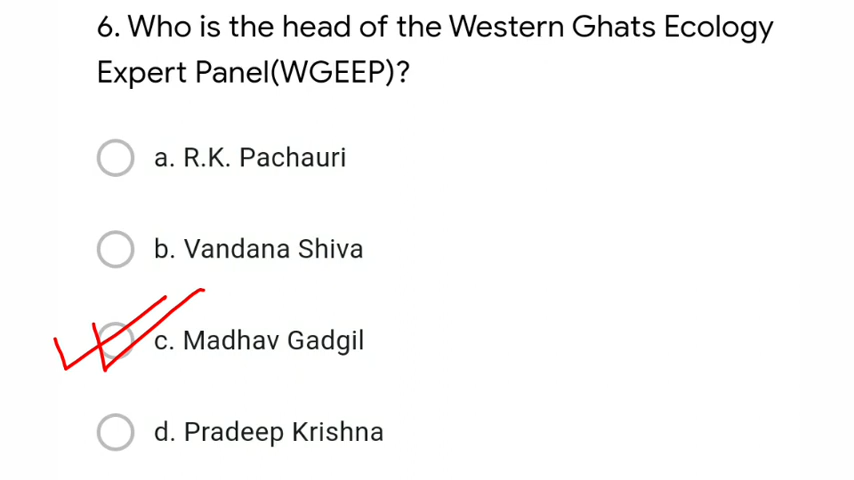 6. Who is the head of the Western Ghats Ecology
Expert Panel(WGEEP)?
a. R.K. Pachauri
b. Vandana Shiva
c. Madhav Gadgil
d. Pradeep Krishna